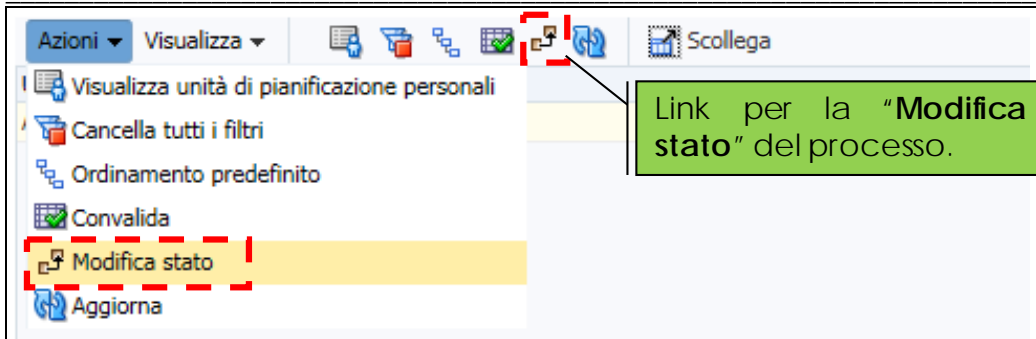 Azioni Visualizza Scollega
Visualizza unità di pianificazione personali
Cancella tutti i filtri
Ordinamento predefinito
Convalida
Modifica stato
Aggiorna
Link per la “Modifica
stato” del processo.